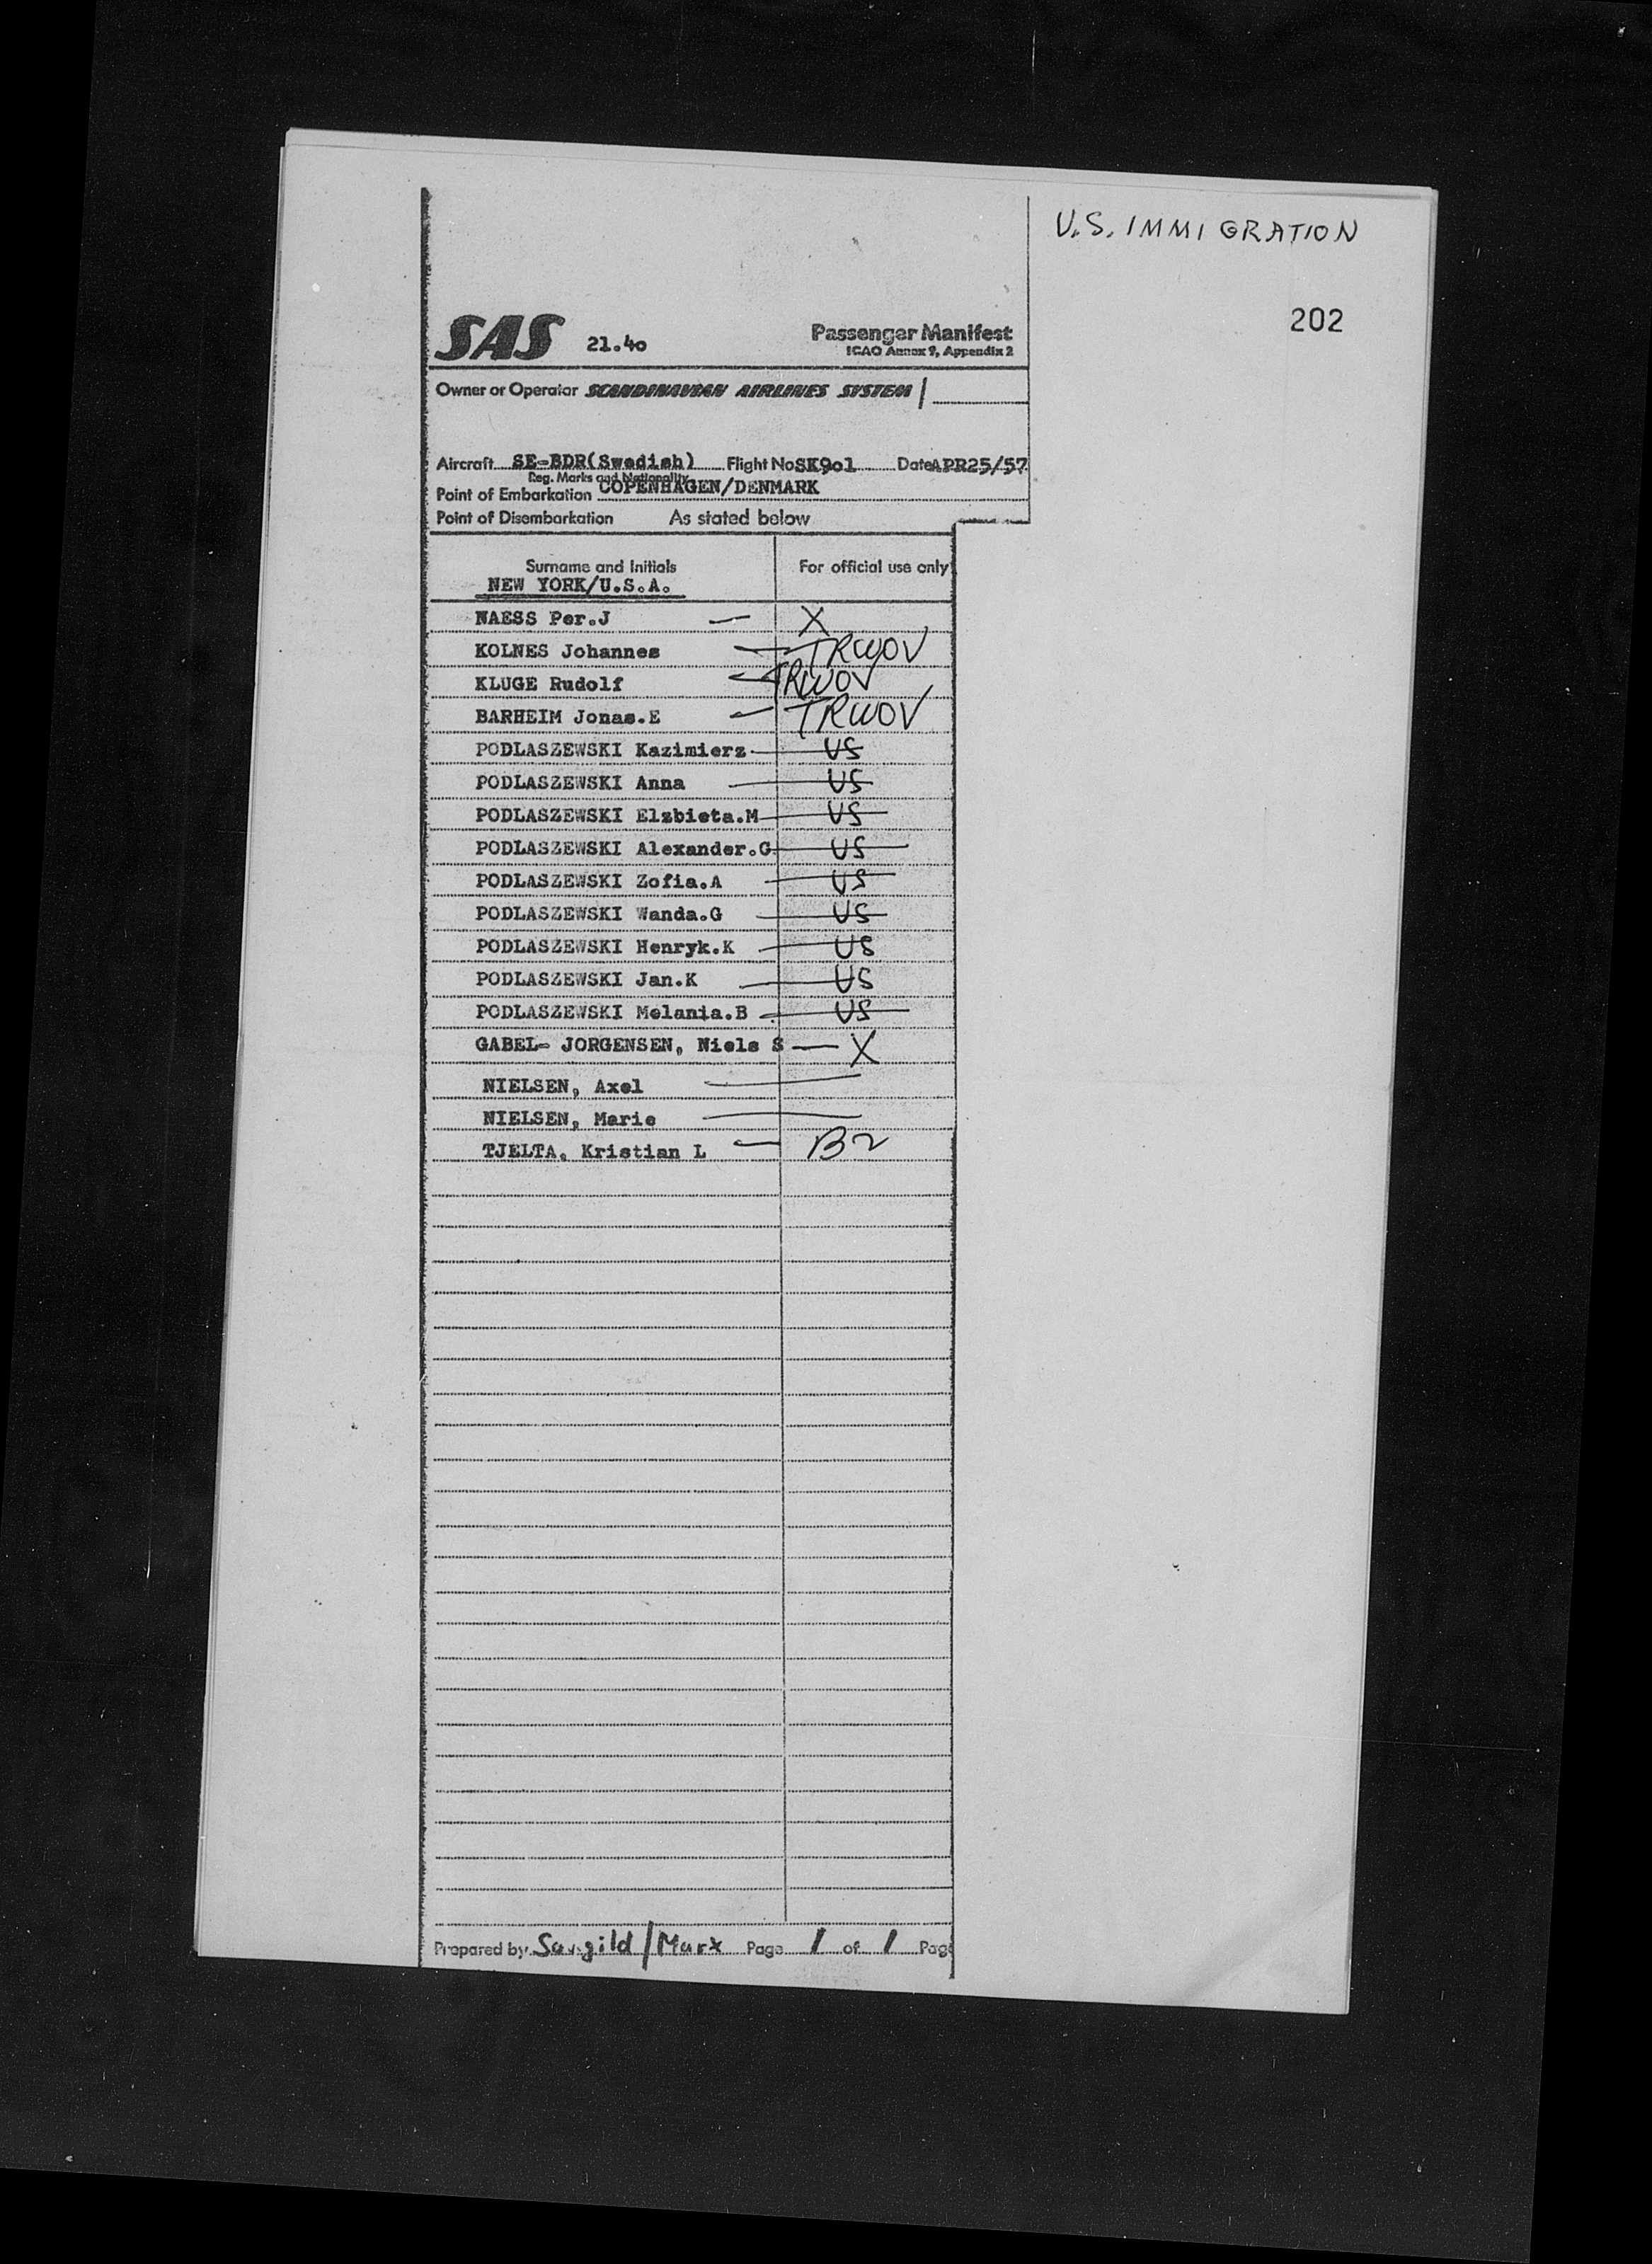 U.S. IMMIGRATION
202
SAS 21.40 Passenger Manifest
ICAO Annex 9, Appendix 2
Owner or Operator SCANDINAVIAN AIRLINES SYSTEM
Aircraft SE-BDR(Swedish) Flight No SK9o1 Date APR25/57
Reg. Marks and Nationality
Point of Embarkation COPENHAGEN/DENMARK
Point of Disembarkation As stated below
Surname and Initials For official use only
NEW YORK/U.S.A.
NAESS Per.J — X
KOLNES Johannes — TRWOV
KLUGE Rudolf — TRWOV
BARHEIM Jonas.E — TRWOV
PODLASZEWSKI Kazimierz US
PODLASZEWSKI Anna US
PODLASZEWSKI Elzbieta.M US
PODLASZEWSKI Alexander.G US
PODLASZEWSKI Zofia.A US
PODLASZEWSKI Wanda.G US
PODLASZEWSKI Henryk.K US
PODLASZEWSKI Jan.K US
PODLASZEWSKI Melania.B US
GABEL- JORGENSEN, Niels S — X
NIELSEN, Axel
NIELSEN, Marie
TJELTA, Kristian L — B2
Prepared by /Marx Page 1 of 1 Page